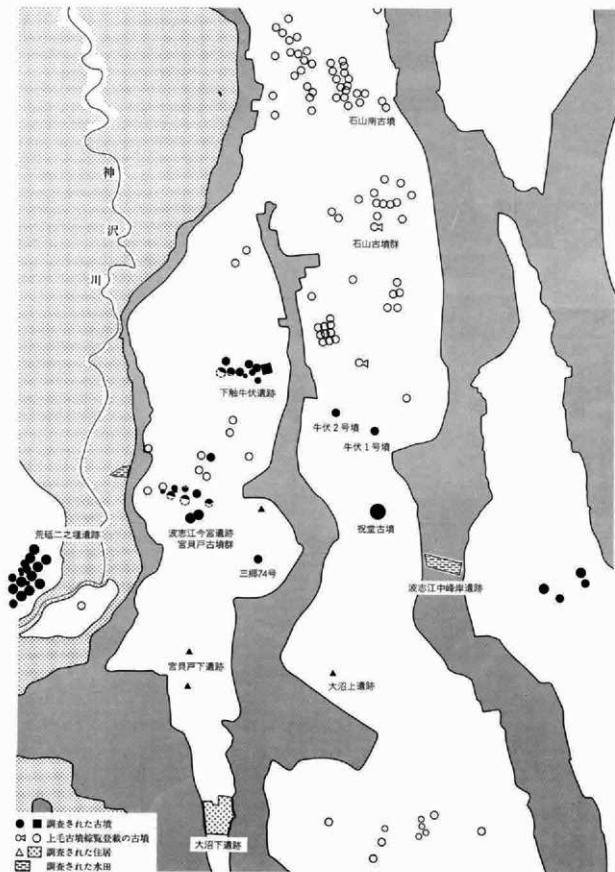 石山南古墳
神沢川
石山古墳群
下触牛伏遺跡
牛伏2号墳
牛伏1号墳
荒砥二之堰遺跡
波志江今宮遺跡
宮貝戸古墳群
祝堂古墳
三郷74号
波志江中峰岸遺跡
宮貝戸下遺跡
大沼上遺跡
大沼下遺跡
調査された古墳
上毛古墳綜覧登載の古墳
調査された住居
調査された水田